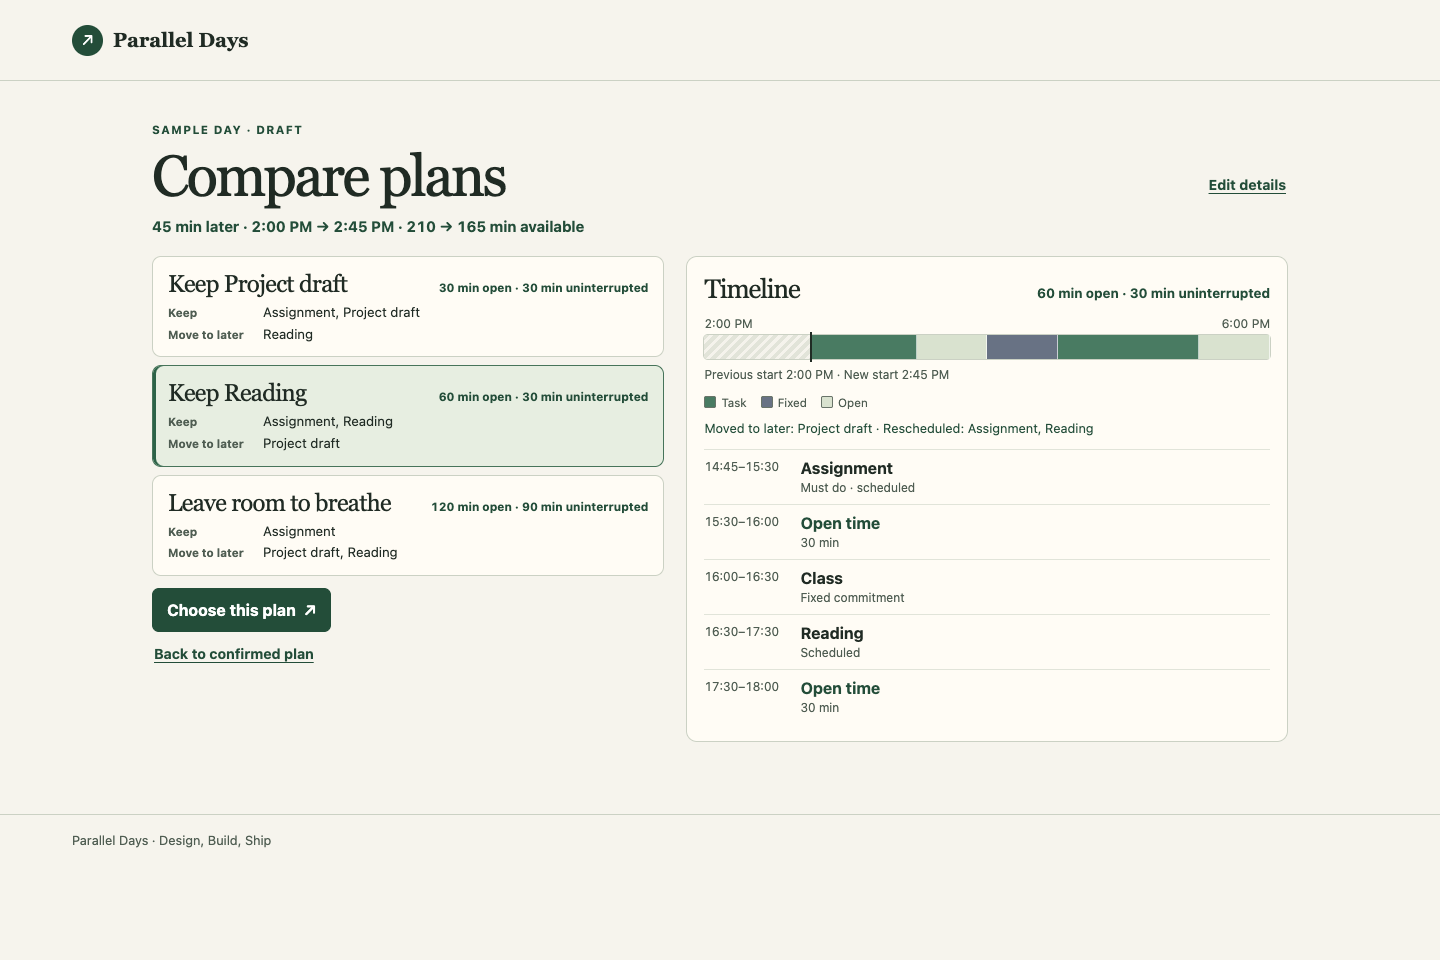 Parallel Days
SAMPLE DAY · DRAFT
Compare plans
Edit details
45 min later · 2:00 PM → 2:45 PM · 210 → 165 min available
Keep Project draft
30 min open · 30 min uninterrupted
Keep Assignment, Project draft
Move to later Reading
Keep Reading
60 min open · 30 min uninterrupted
Keep Assignment, Reading
Move to later Project draft
Leave room to breathe
120 min open · 90 min uninterrupted
Keep Assignment
Move to later Project draft, Reading
Choose this plan ↗
Back to confirmed plan
Timeline
60 min open · 30 min uninterrupted
2:00 PM 6:00 PM
Previous start 2:00 PM · New start 2:45 PM
Task Fixed Open
Moved to later: Project draft · Rescheduled: Assignment, Reading
14:45–15:30 Assignment
Must do · scheduled
15:30–16:00 Open time
30 min
16:00–16:30 Class
Fixed commitment
16:30–17:30 Reading
Scheduled
17:30–18:00 Open time
30 min
Parallel Days · Design, Build, Ship